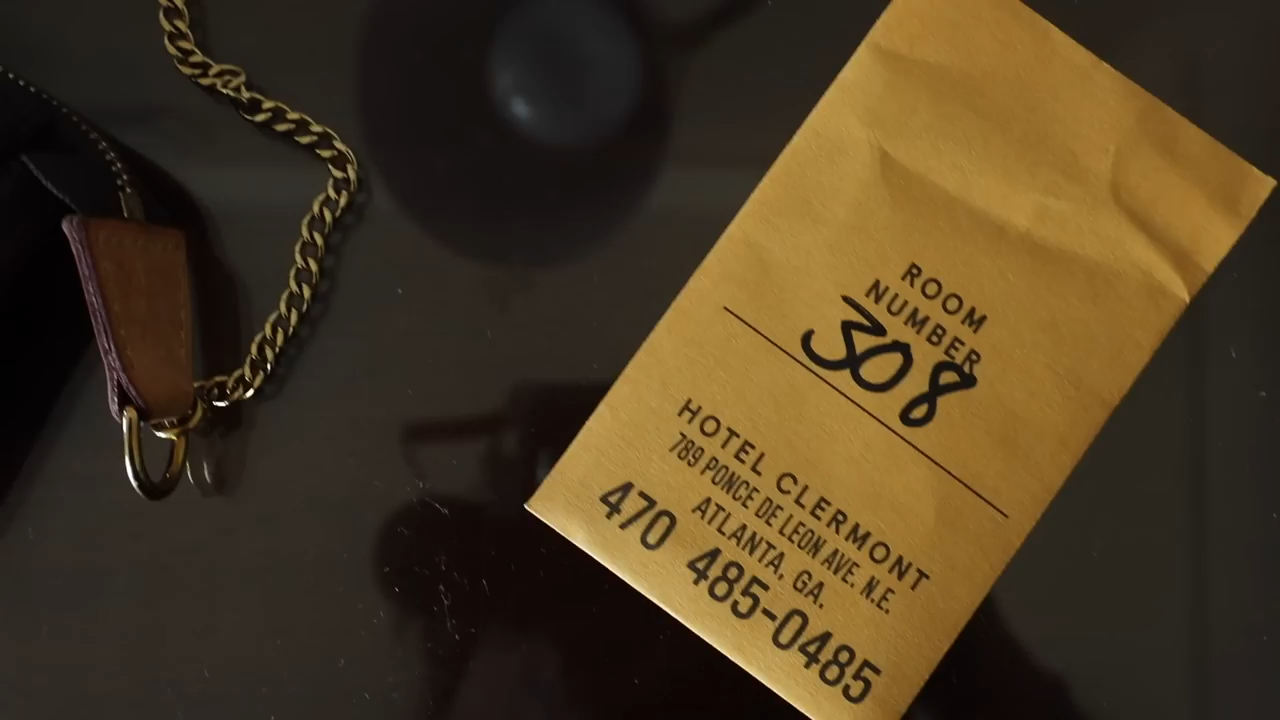 ROOM
NUMBER
308
HOTEL CLERMONT
789 PONCE DE LEON AVE. N.E.
ATLANTA, GA.
470 485-0485